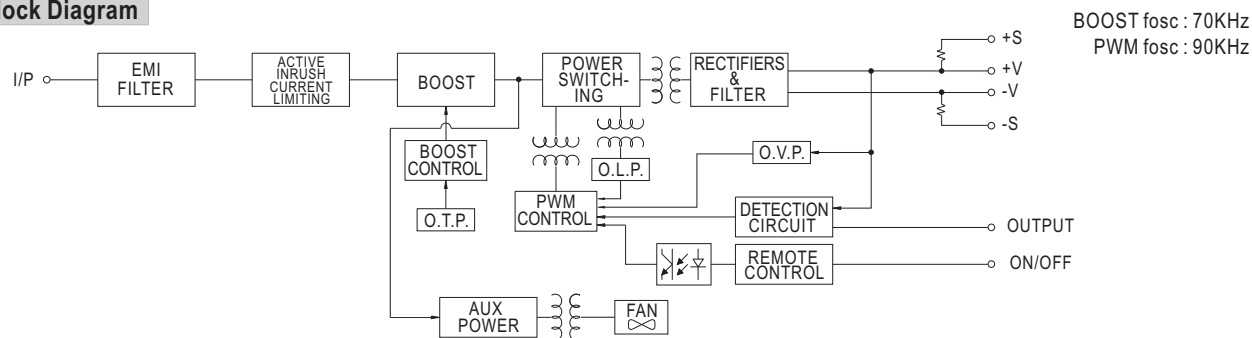 lock Diagram
BOOST fosc : 70KHz
PWM fosc : 90KHz
I/P
EMI
FILTER
ACTIVE
INRUSH
CURRENT
LIMITING
BOOST
POWER
SWITCH-
ING
RECTIFIERS
&
FILTER
+S
+V
-V
-S
BOOST
CONTROL
O.T.P.
O.L.P.
O.V.P.
PWM
CONTROL
DETECTION
CIRCUIT
OUTPUT
REMOTE
CONTROL
ON/OFF
AUX
POWER
FAN